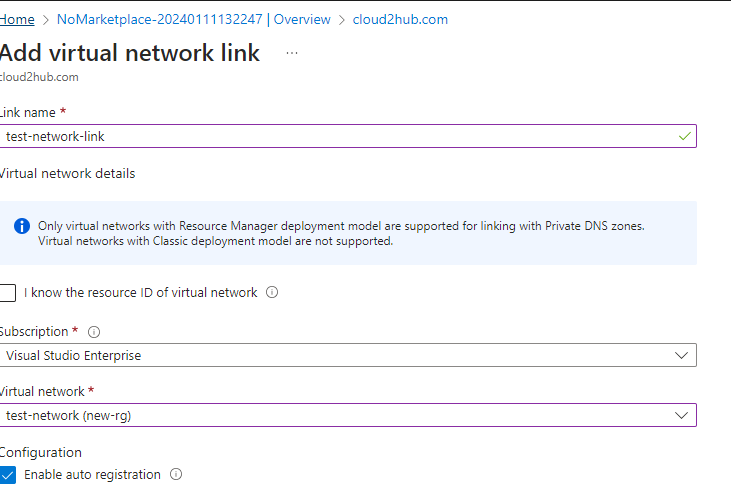 Home > NoMarketplace-20240111132247 | Overview > cloud2hub.com
Add virtual network link ...
cloud2hub.com
Link name *
test-network-link
Virtual network details
Only virtual networks with Resource Manager deployment model are supported for linking with Private DNS zones.
Virtual networks with Classic deployment model are not supported.
I know the resource ID of virtual network
Subscription *
Visual Studio Enterprise
Virtual network *
test-network (new-rg)
Configuration
Enable auto registration